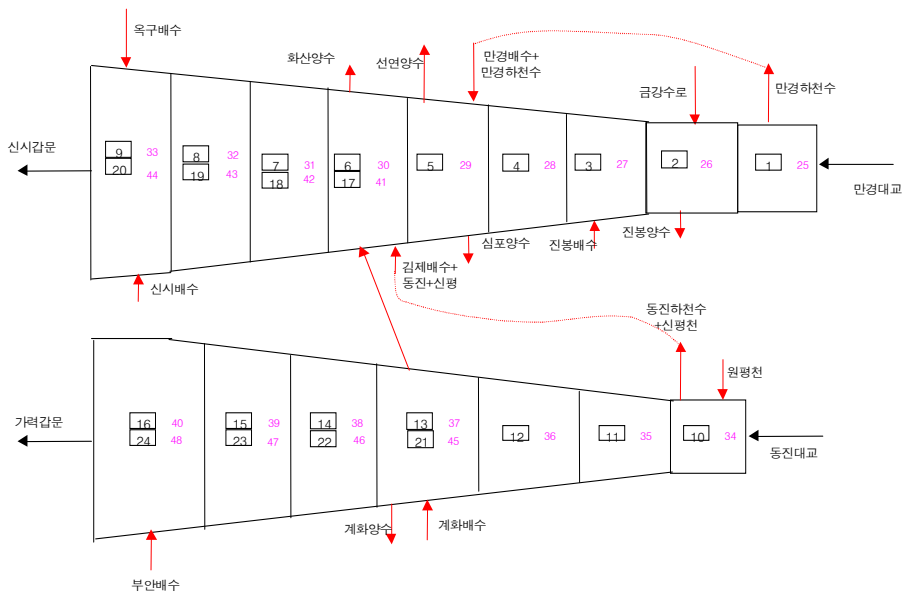 옥구배수
화산양수
선연양수
만경배수+
만경하천수
금강수로
만경하천수
신시갑문
9 33
20 44
8 32
19 43
7 31
18 42
6 30
17 41
5 29
4 28
3 27
2 26
1 25
만경대교
신시배수
김제배수+
동진+신평
심포양수
진봉배수
진봉양수
동진하천수
+신평천
원평천
가력갑문
16 40
24 48
15 39
23 47
14 38
22 46
13 37
21 45
12 36
11 35
10 34
동진대교
부안배수
계화양수
계화배수